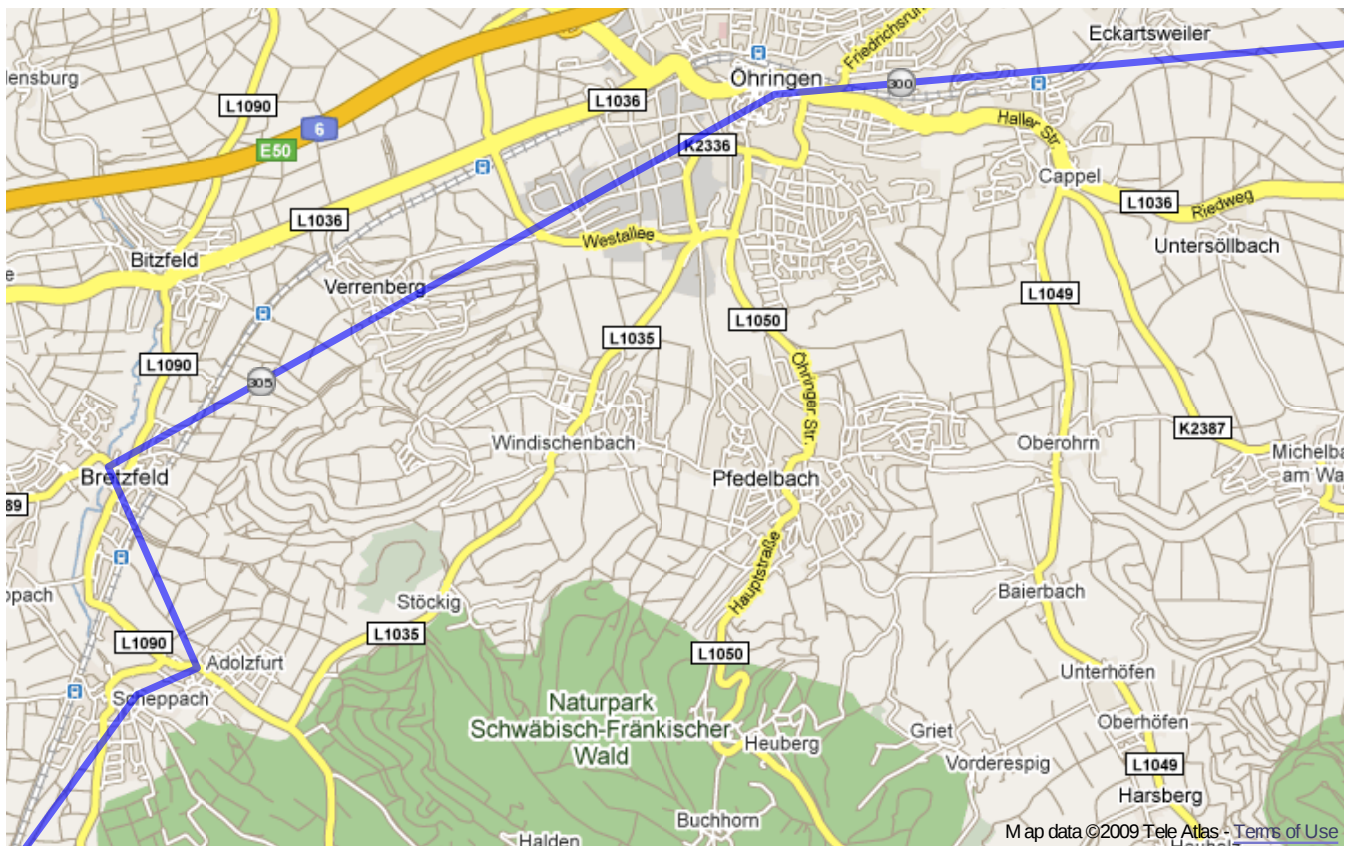 Eckartsweiler
Friedrichsru
Öhringen
lensburg
300
L1090
L1036
6
Haller Str.
E50
K2336
Cappel
L1036
Riedweg
L1036
Westallee
Untersöllbach
Bitzfeld
e
Verrenberg
L1049
L1050
L1035
L1090
305
Öhringer Str.
K2387
Windischenbach
Oberohrn
Michelba
am Wa
Bretzfeld
Pfedelbach
89
Hauptstraße
ppach
Stöckig
Baierbach
L1090
L1035
L1050
Adolzfurt
Unterhöfen
Scheppach
Naturpark
Schwäbisch-Fränkischer
Wald
Oberhöfen
Griet
Heuberg
Vorderespig
L1049
Harsberg
Buchhorn
Halden
Map data ©2009 Tele Atlas - Terms of Use